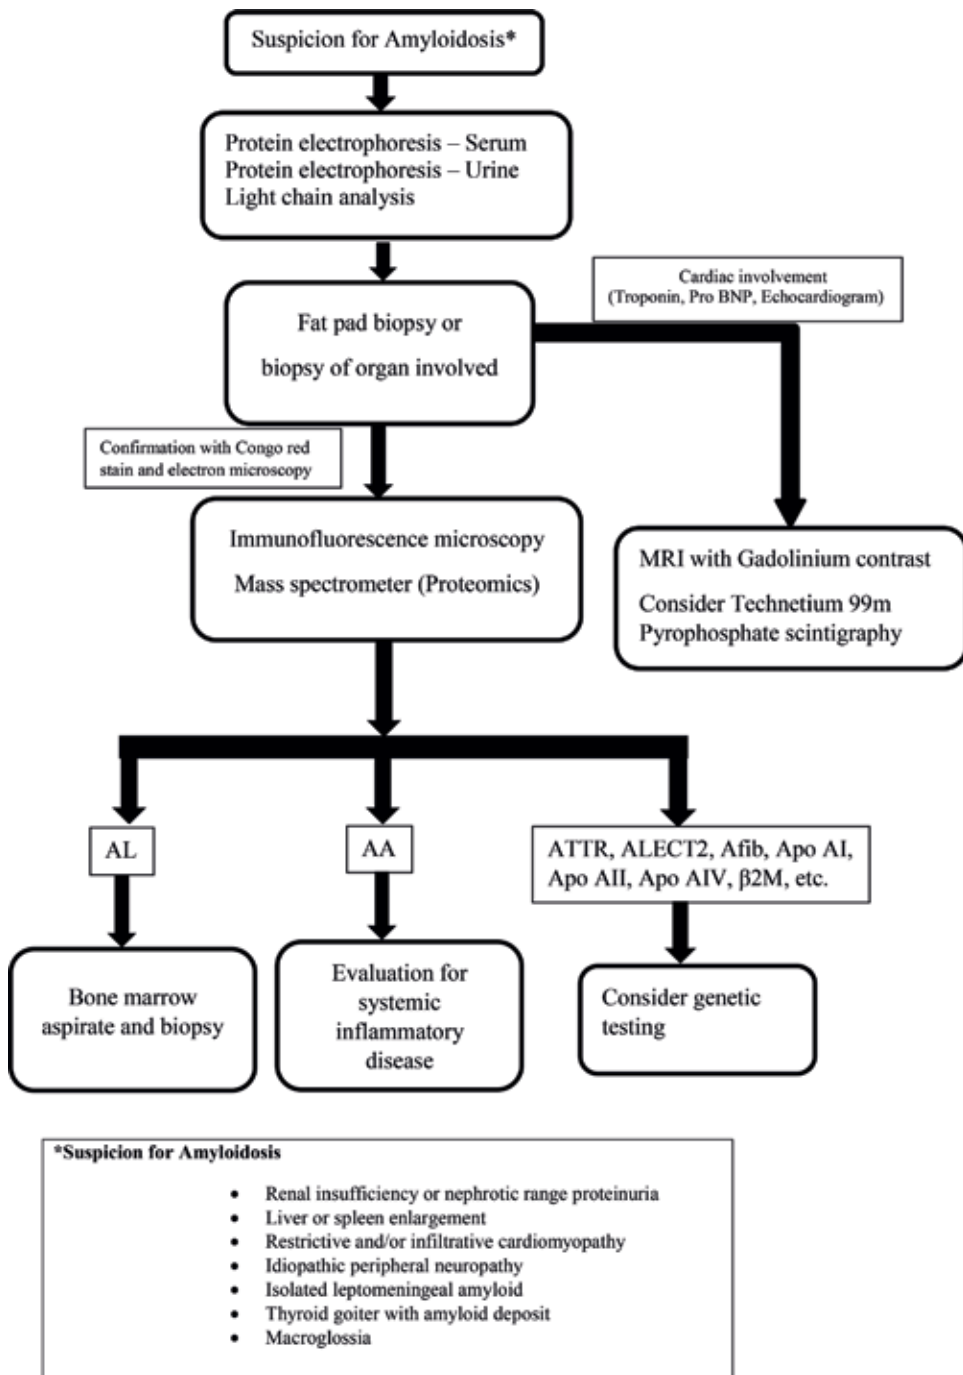 Suspicion for Amyloidosis*
Protein electrophoresis – Serum
Protein electrophoresis – Urine
Light chain analysis
Cardiac involvement
(Troponin, Pro BNP, Echocardiogram)
Fat pad biopsy or
biopsy of organ involved
Confirmation with Congo red
stain and electron microscopy
Immunofluorescence microscopy
Mass spectrometer (Proteomics)
MRI with Gadolinium contrast
Consider Technetium 99m
Pyrophosphate scintigraphy
AL
AA
ATTR, ALECT2, Afib, Apo AI,
Apo AII, Apo AIV, β2M, etc.
Bone marrow
aspirate and biopsy
Evaluation for
systemic
inflammatory
disease
Consider genetic
testing
*Suspicion for Amyloidosis
• Renal insufficiency or nephrotic range proteinuria
• Liver or spleen enlargement
• Restrictive and/or infiltrative cardiomyopathy
• Idiopathic peripheral neuropathy
• Isolated leptomeningeal amyloid
• Thyroid goiter with amyloid deposit
• Macroglossia